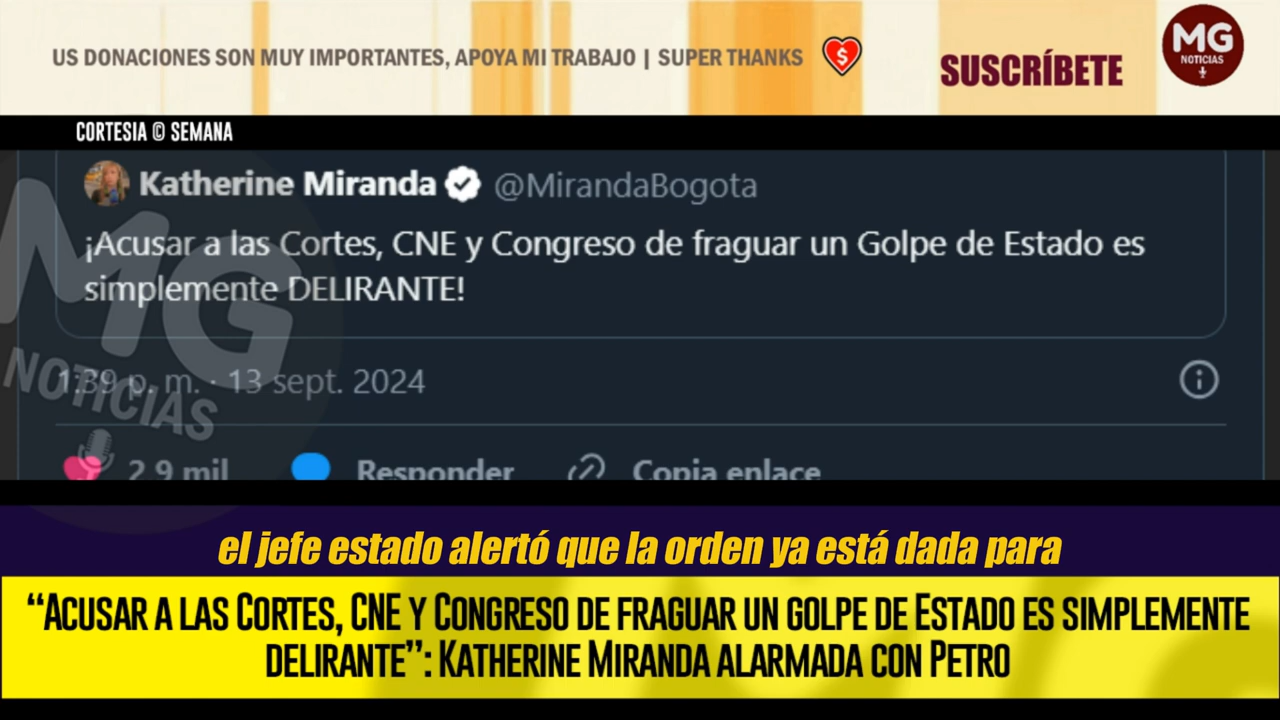 US DONACIONES SON MUY IMPORTANTES, APOYA MI TRABAJO | SUPER THANKS
SUSCRÍBETE
MG
NOTICIAS
CORTESIA © SEMANA
Katherine Miranda @MirandaBogota
¡Acusar a las Cortes, CNE y Congreso de fraguar un Golpe de Estado es
simplemente DELIRANTE!
MG
NOTICIAS
1:39 p. m. · 13 sept. 2024
2,9 mil Responder Copia enlace
el jefe estado alertó que la orden ya está dada para
“ACUSAR A LAS CORTES, CNE Y CONGRESO DE FRAGUAR UN GOLPE DE ESTADO ES SIMPLEMENTE
DELIRANTE”: KATHERINE MIRANDA ALARMADA CON PETRO